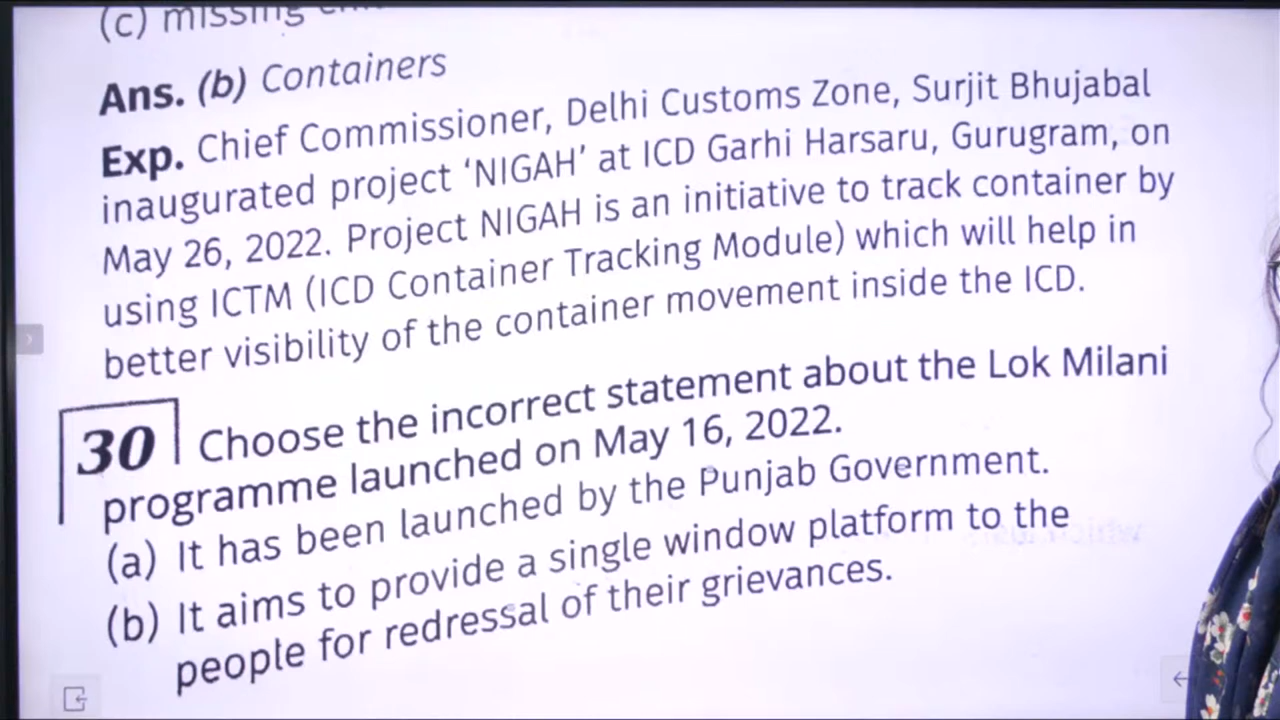 (c) missing
Ans. (b) Containers
Exp. Chief Commissioner, Delhi Customs Zone, Surjit Bhujabal
inaugurated project ‘NIGAH’ at ICD Garhi Harsaru, Gurugram, on
May 26, 2022. Project NIGAH is an initiative to track container by
using ICTM (ICD Container Tracking Module) which will help in
better visibility of the container movement inside the ICD.
30 Choose the incorrect statement about the Lok Milani
programme launched on May 16, 2022.
(a) It has been launched by the Punjab Government.
(b) It aims to provide a single window platform to the
people for redressal of their grievances.